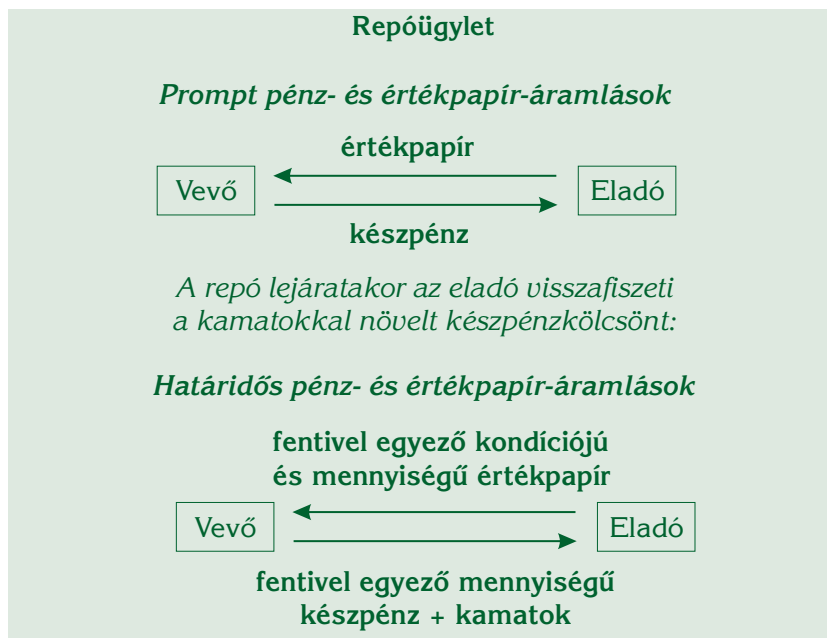 Repóügylet
Prompt pénz- és értékpapír-áramlások
értékpapír
Vevő
Eladó
készpénz
A repó lejáratakor az eladó visszafiszeti
a kamatokkal növelt készpénzkölcsönt:
Határidős pénz- és értékpapír-áramlások
fentivel egyező kondíciójú
és mennyiségű értékpapír
Vevő
Eladó
fentivel egyező mennyiségű
készpénz + kamatok